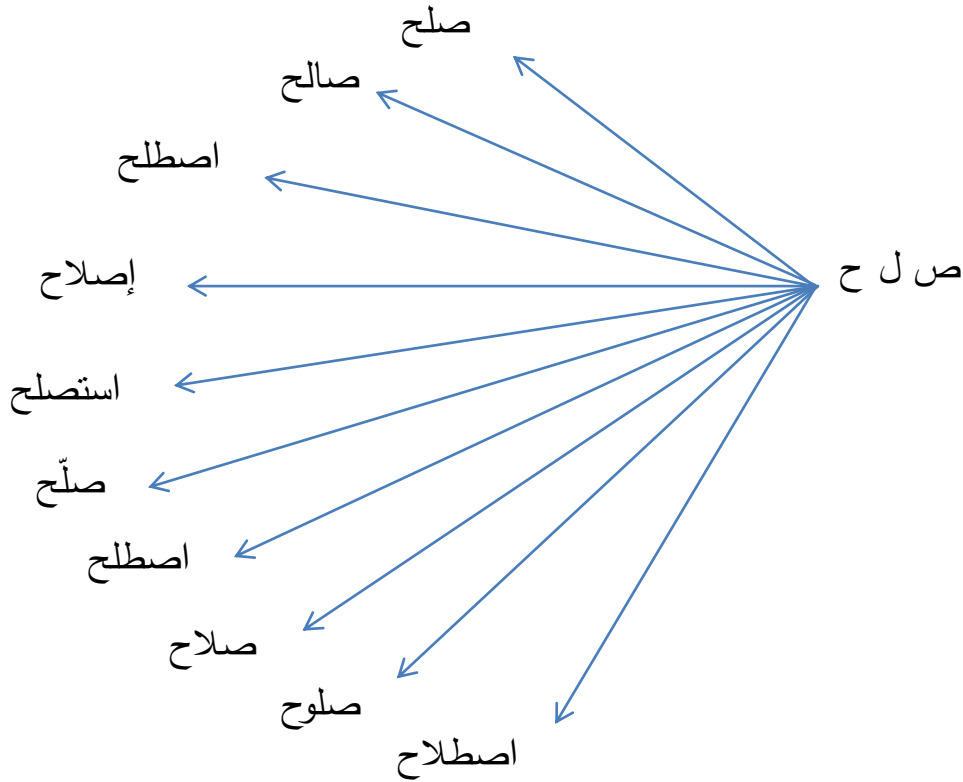 صلح
صالح
اصطلح
ص ل ح
إصلاح
استصلح
صلّح
اصطلح
صلاح
صلوح
اصطلاح